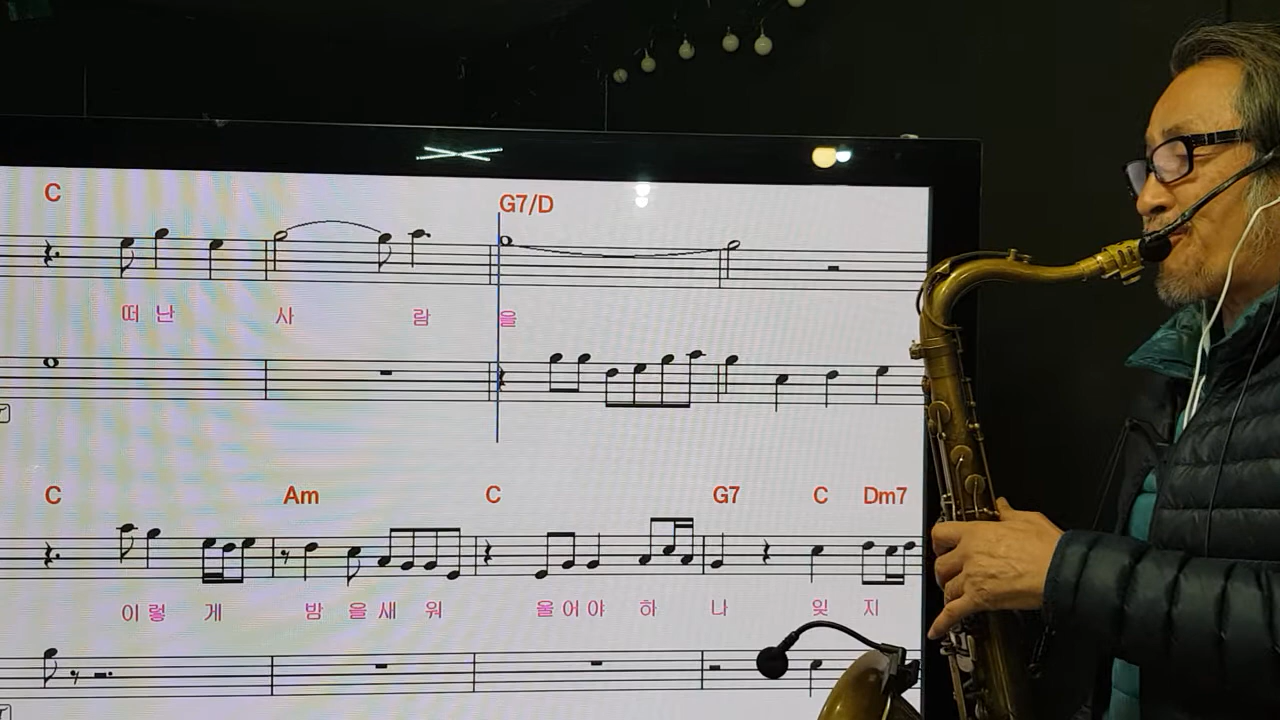 C G7/D
떠 난 사 람 을
C Am C G7 C Dm7
이 렇 게 밤 을 새 워 울 어 야 하 나 잊 지